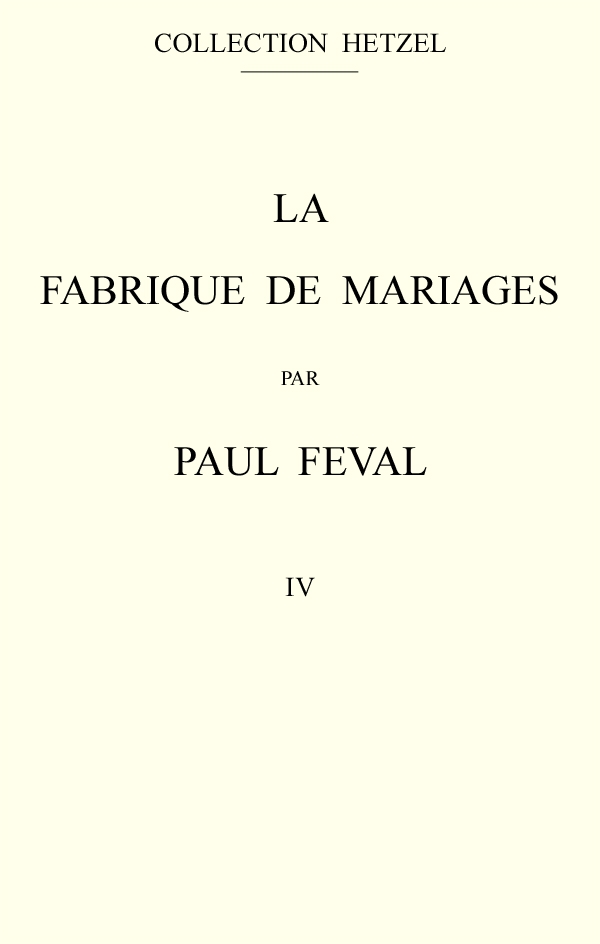 COLLECTION HETZEL
LA
FABRIQUE DE MARIAGES
PAR
PAUL FEVAL
IV